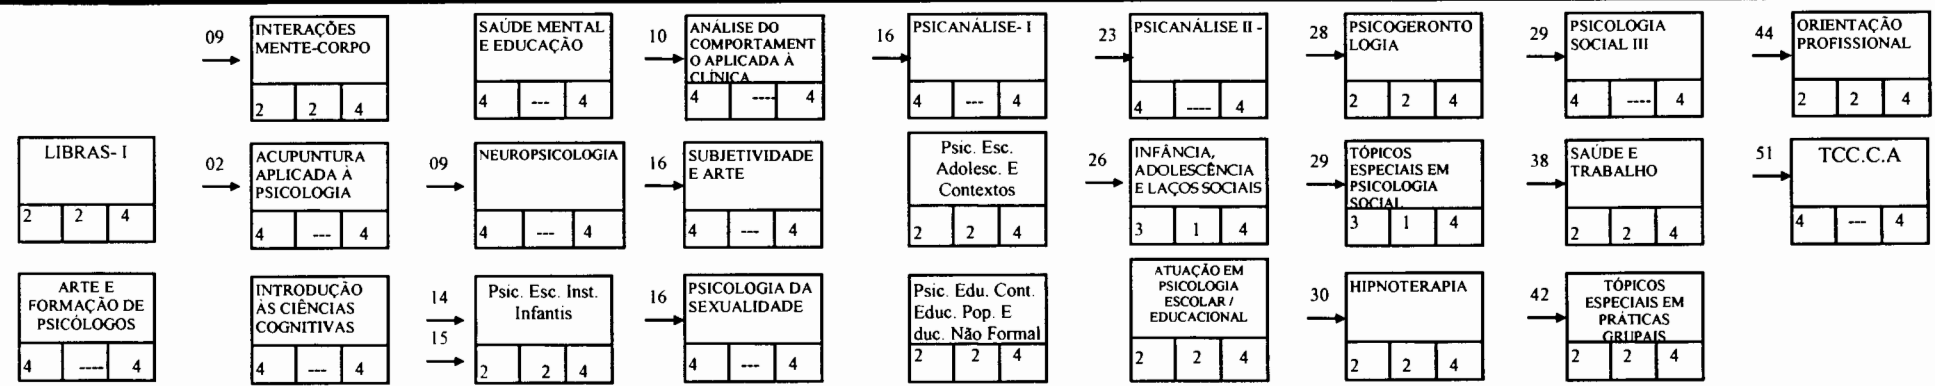 09
INTERAÇÕES
MENTE-CORPO
2 2 4
SAÚDE MENTAL
E EDUCAÇÃO
4 --- 4
10
ANÁLISE DO
COMPORTAMENT
O APLICADA À
CLÍNICA
4 ---- 4
16
PSICANÁLISE- I
4 --- 4
23
PSICANÁLISE II -
4 ---- 4
28
PSICOGERONTO
LOGIA
2 2 4
29
PSICOLOGIA
SOCIAL III
4 ---- 4
44
ORIENTAÇÃO
PROFISSIONAL
2 2 4
LIBRAS- I
2 2 4
02
ACUPUNTURA
APLICADA À
PSICOLOGIA
4 --- 4
09
NEUROPSICOLOGIA
4 --- 4
16
SUBJETIVIDADE
E ARTE
4 --- 4
Psic. Esc.
Adolesc. E
Contextos
2 2 4
26
INFÂNCIA,
ADOLESCÊNCIA
E LAÇOS SOCIAIS
3 1 4
29
TÓPICOS
ESPECIAIS EM
PSICOLOGIA
SOCIAL
3 1 4
38
SAÚDE E
TRABALHO
2 2 4
51
TCC.C.A
4 --- 4
ARTE E
FORMAÇÃO DE
PSICÓLOGOS
4 ---- 4
INTRODUÇÃO
ÀS CIÊNCIAS
COGNITIVAS
4 --- 4
14
15
Psic. Esc. Inst.
Infantis
2 2 4
16
PSICOLOGIA DA
SEXUALIDADE
4 --- 4
Psic. Edu. Cont.
Educ. Pop. E
duc. Não Formal
2 2 4
ATUAÇÃO EM
PSICOLOGIA
ESCOLAR /
EDUCACIONAL
2 2 4
30
HIPNOTERAPIA
2 2 4
42
TÓPICOS
ESPECIAIS EM
PRÁTICAS
GRUPAIS
2 2 4